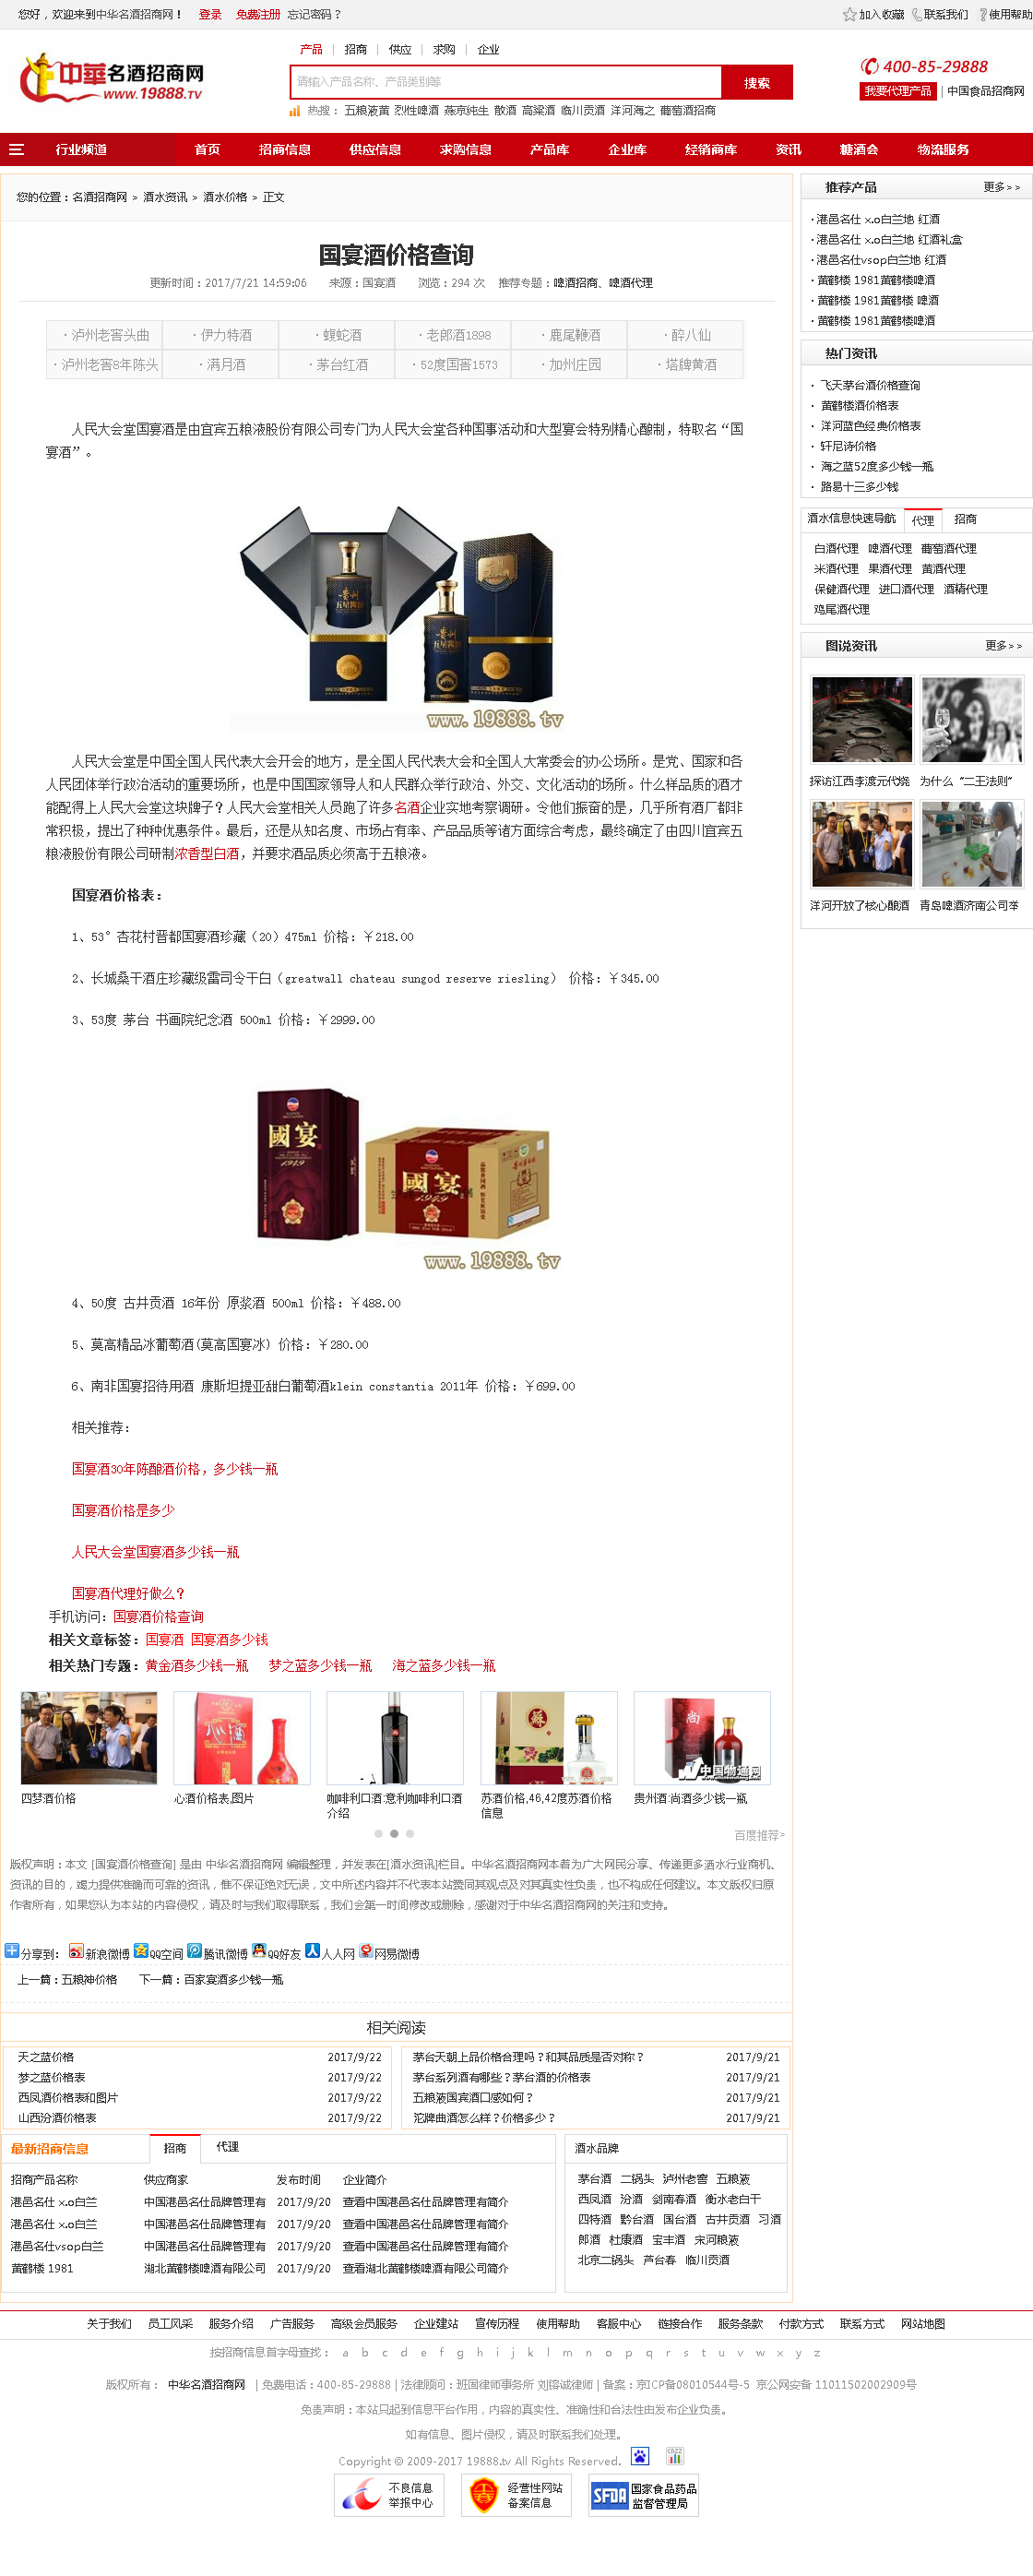 您好，欢迎来到中华名酒招商网！ 登录 免费注册 忘记密码？ 加入收藏 联系我们 使用帮助
中華名酒招商网
www.19888.tv
产品 | 招商 | 供应 | 求购 | 企业
请输入产品名称、产品类别等 搜索
热搜： 五粮液黄 烈性啤酒 燕京纯生 散酒 高粱酒 临川贡酒 洋河海之 葡萄酒招商
400-85-29888
我要代理产品 | 中国食品招商网
行业频道 首页 招商信息 供应信息 求购信息 产品库 企业库 经销商库 资讯 糖酒会 物流服务
您的位置：名酒招商网 » 酒水资讯 » 酒水价格 » 正文
国宴酒价格查询
更新时间：2017/7/21 14:59:06 来源：国宴酒 浏览：294 次 推荐专题：啤酒招商、啤酒代理
· 泸州老窖头曲 · 伊力特酒 · 蝮蛇酒 · 老郎酒1898 · 鹿尾鞭酒 · 醉八仙
· 泸州老窖8年陈头 · 满月酒 · 茅台红酒 · 52度国窖1573 · 加州庄园 · 塔牌黄酒
人民大会堂国宴酒是由宜宾五粮液股份有限公司专门为人民大会堂各种国事活动和大型宴会特别精心酿制，特取名“国
宴酒”。
贵州
五星酱酒
www.19888.tv
人民大会堂是中国全国人民代表大会开会的地方，是全国人民代表大会和全国人大常委会的办公场所。是党、国家和各
人民团体举行政治活动的重要场所，也是中国国家领导人和人民群众举行政治、外交、文化活动的场所。什么样品质的酒才
能配得上人民大会堂这块牌子？人民大会堂相关人员跑了许多名酒企业实地考察调研。令他们振奋的是，几乎所有酒厂都非
常积极，提出了种种优惠条件。最后，还是从知名度、市场占有率、产品品质等诸方面综合考虑，最终确定了由四川宜宾五
粮液股份有限公司研制浓香型白酒，并要求酒品质必须高于五粮液。
国宴酒价格表：
1、53° 杏花村晋都国宴酒珍藏（20）475ml 价格：￥218.00
2、长城桑干酒庄珍藏级雷司令干白（greatwall chateau sungod reserve riesling） 价格：￥345.00
3、53度 茅台 书画院纪念酒 500ml 价格：￥2999.00
國宴
1949
國宴
www.19888.tv
4、50度 古井贡酒 16年份 原浆酒 500ml 价格：￥488.00
5、莫高精品冰葡萄酒(莫高国宴冰) 价格：￥280.00
6、南非国宴招待用酒 康斯坦提亚甜白葡萄酒klein constantia 2011年 价格：￥699.00
相关推荐：
国宴酒30年陈酿酒价格，多少钱一瓶
国宴酒价格是多少
人民大会堂国宴酒多少钱一瓶
国宴酒代理好做么？
手机访问：国宴酒价格查询
相关文章标签：国宴酒 国宴酒多少钱
相关热门专题：黄金酒多少钱一瓶 梦之蓝多少钱一瓶 海之蓝多少钱一瓶
四梦酒价格 心酒价格表,图片 咖啡利口酒:意利咖啡利口酒介绍 苏酒价格,46,42度苏酒价格信息 贵州酒:尚酒多少钱一瓶
百度推荐>
版权声明：本文 [国宴酒价格查询] 是由 中华名酒招商网 编辑整理，并发表在[酒水资讯]栏目。中华名酒招商网本着为广大网民分享、传递更多酒水行业商机、
资讯的目的，竭力提供准确而可靠的资讯，惟不保证绝对无误，文中所述内容并不代表本站赞同其观点及对其真实性负责，也不构成任何建议。本文版权归原
作者所有，如果您认为本站的内容有侵权，请及时与我们取得联系，我们会第一时间修改或删除，感谢对于中华名酒招商网的关注和支持。
分享到： 新浪微博 QQ空间 腾讯微博 QQ好友 人人网 网易微博
上一篇：五粮神价格 下一篇：百家宴酒多少钱一瓶
相关阅读
天之蓝价格 2017/9/22 茅台天朝上品价格合理吗？和其品质是否对称？ 2017/9/21
梦之蓝价格表 2017/9/22 茅台系列酒有哪些？茅台酒的价格表 2017/9/21
西凤酒价格表和图片 2017/9/22 五粮液国宾酒口感如何？ 2017/9/21
山西汾酒价格表 2017/9/22 沱牌曲酒怎么样？价格多少？ 2017/9/21
最新招商信息 招商 代理
招商产品名称 供应商家 发布时间 企业简介
港邑名仕 x.o白兰 中国港邑名仕品牌管理有 2017/9/20 查看中国港邑名仕品牌管理有简介
港邑名仕 x.o白兰 中国港邑名仕品牌管理有 2017/9/20 查看中国港邑名仕品牌管理有简介
港邑名仕vsop白兰 中国港邑名仕品牌管理有 2017/9/20 查看中国港邑名仕品牌管理有简介
黄鹤楼 1981 湖北黄鹤楼啤酒有限公司 2017/9/20 查看湖北黄鹤楼啤酒有限公司简介
酒水品牌
茅台酒 二锅头 泸州老窖 五粮液
西凤酒 汾酒 剑南春酒 衡水老白干
四特酒 黔台酒 国台酒 古井贡酒 习酒
郎酒 杜康酒 宝丰酒 宋河粮液
北京二锅头 芦台春 临川贡酒
推荐产品 更多>>
·港邑名仕 x.o白兰地 红酒
·港邑名仕 x.o白兰地 红酒礼盒
·港邑名仕vsop白兰地 红酒
·黄鹤楼 1981黄鹤楼啤酒
·黄鹤楼 1981黄鹤楼 啤酒
·黄鹤楼 1981黄鹤楼啤酒
热门资讯
· 飞天茅台酒价格查询
· 黄鹤楼酒价格表
· 洋河蓝色经典价格表
· 轩尼诗价格
· 海之蓝52度多少钱一瓶
· 路易十三多少钱
酒水信息快速导航 代理 招商
白酒代理 啤酒代理 葡萄酒代理
米酒代理 果酒代理 黄酒代理
保健酒代理 进口酒代理 酒精代理
鸡尾酒代理
图说资讯 更多>>
探访江西李渡元代烧 为什么“二王法则”
洋河开放了核心酿酒 青岛啤酒济南公司举
关于我们 员工风采 服务介绍 广告服务 高级会员服务 企业建站 宣传历程 使用帮助 客服中心 链接合作 服务条款 付款方式 联系方式 网站地图
按招商信息首字母查找： a b c d e f g h i j k l m n o p q r s t u v w x y z
版权所有： 中华名酒招商网 | 免费电话：400-85-29888 | 法律顾问：班固律师事务所 刘容诚律师 | 备案：京ICP备08010544号-5 京公网安备 11011502002909号
免责声明：本站只起到信息平台作用，内容的真实性、准确性和合法性由发布企业负责。
如有信息、图片侵权，请及时联系我们处理。
Copyright © 2009-2017 19888.tv All Rights Reserved.
不良信息
举报中心
经营性网站
备案信息
SFDA 国家食品药品
监督管理局